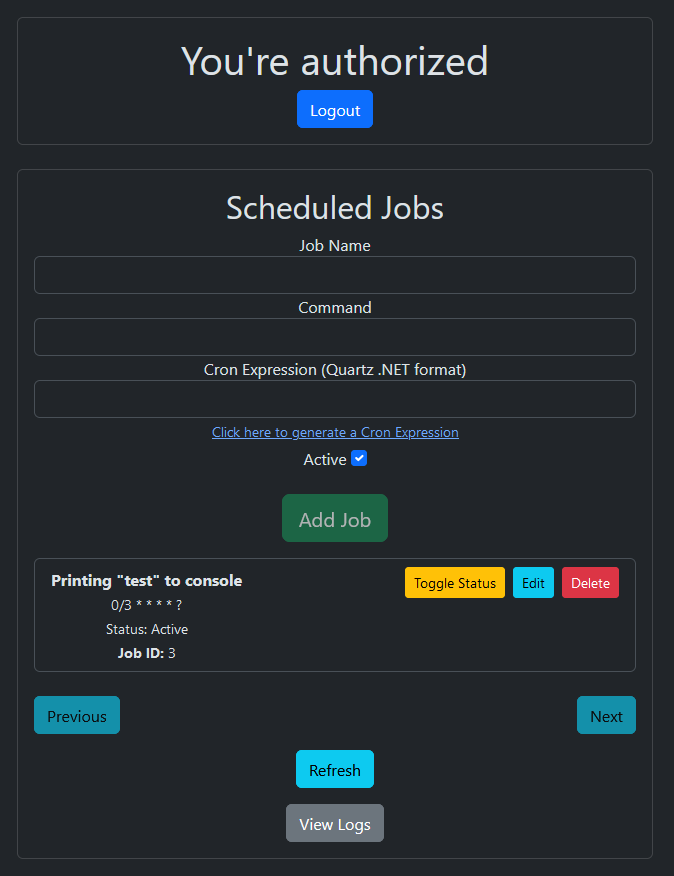 You're authorized
Logout
Scheduled Jobs
Job Name
Command
Cron Expression (Quartz .NET format)
Click here to generate a Cron Expression
Active
Add Job
Printing "test" to console
Toggle Status
Edit
Delete
0/3 * * * * ?
Status: Active
Job ID: 3
Previous
Next
Refresh
View Logs